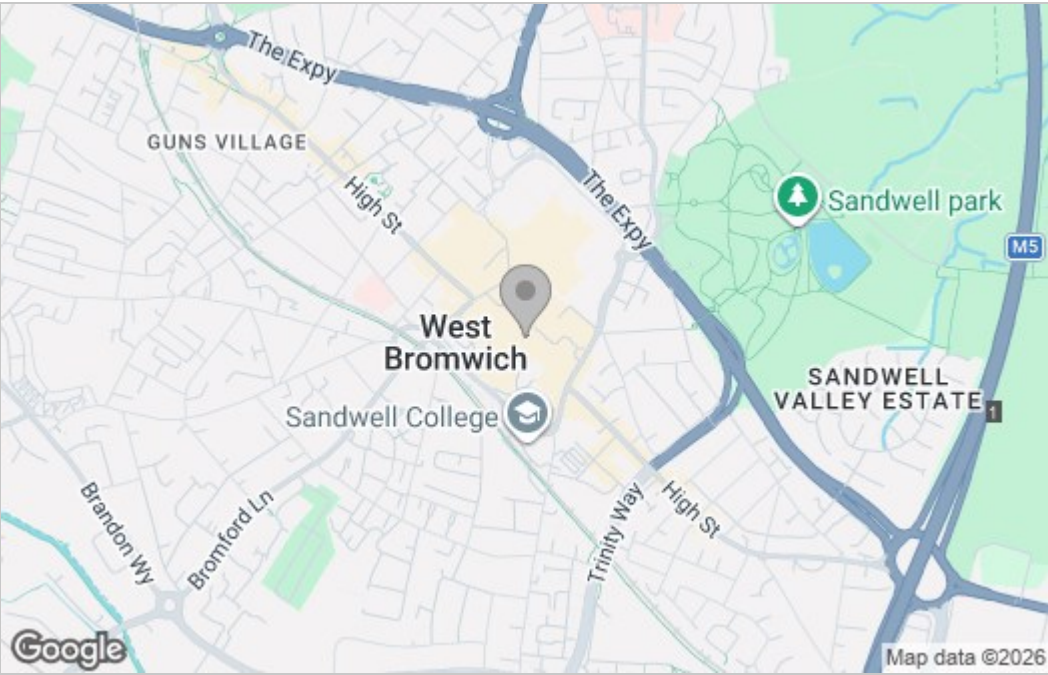 The Expy
GUNS VILLAGE
High St
The Expy
Sandwell park
M5
West
Bromwich
SANDWELL
VALLEY ESTATE
1
Sandwell College
Brandon Wy
Bromford Ln
Trinity Way
High St
Google
Map data ©2026